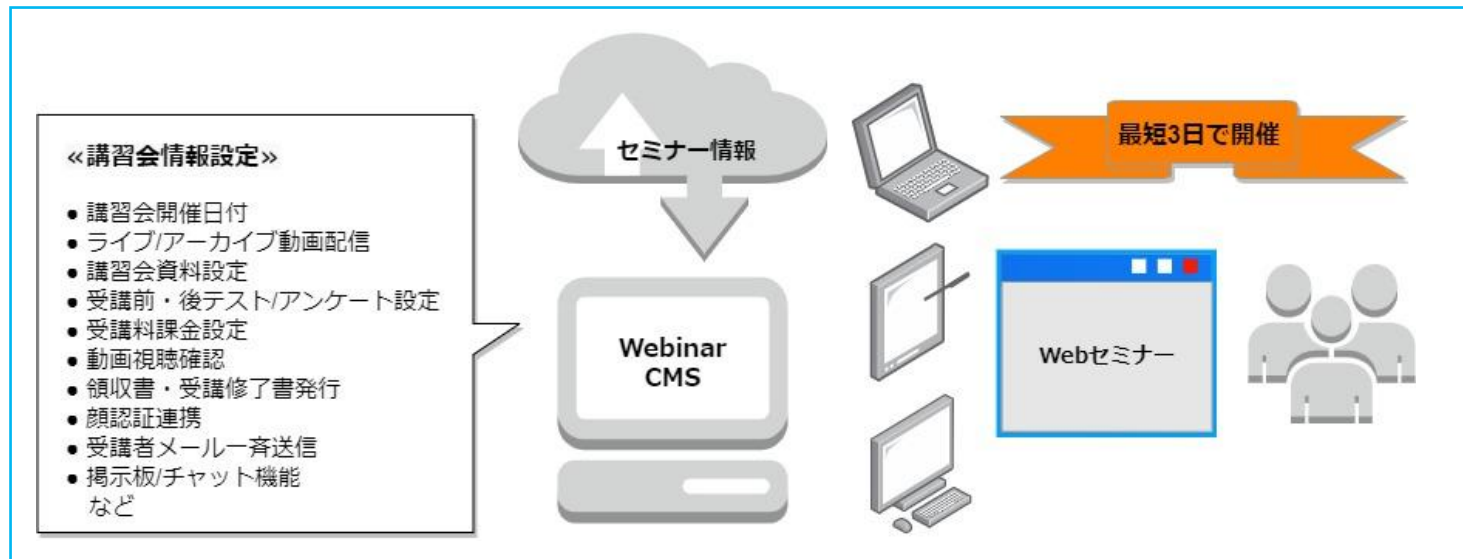 ≪講習会情報設定≫
● 講習会開催日付
● ライブ/アーカイブ動画配信
● 講習会資料設定
● 受講前・後テスト/アンケート設定
● 受講料課金設定
● 動画視聴確認
● 領収書・受講修了書発行
● 顔認証連携
● 受講者メール一斉送信
● 掲示板/チャット機能
など
セミナー情報
Webinar
CMS
最短3日で開催
Webセミナー